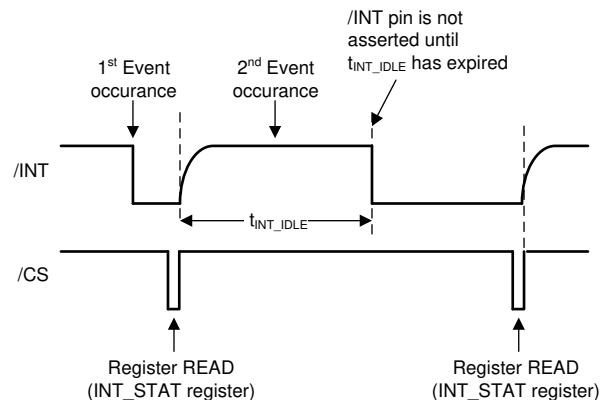 /INT pin is not
asserted until
tINT_IDLE has expired
1st Event
occurance
2nd Event
occurance
/INT
tINT_IDLE
/CS
Register READ
(INT_STAT register)
Register READ
(INT_STAT register)